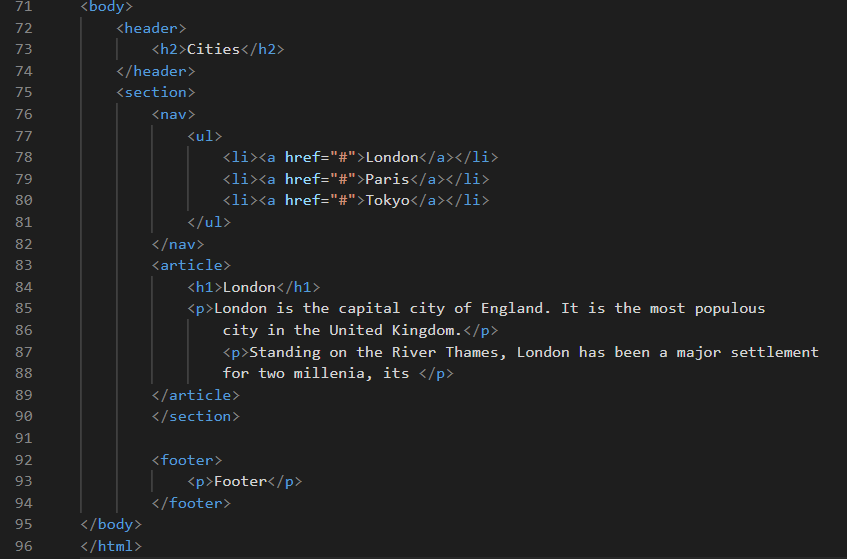 71 <body>
72 <header>
73 <h2>Cities</h2>
74 </header>
75 <section>
76 <nav>
77 <ul>
78 <li><a href="#">London</a></li>
79 <li><a href="#">Paris</a></li>
80 <li><a href="#">Tokyo</a></li>
81 </ul>
82 </nav>
83 <article>
84 <h1>London</h1>
85 <p>London is the capital city of England. It is the most populous
86 city in the United Kingdom.</p>
87 <p>Standing on the River Thames, London has been a major settlement
88 for two millenia, its </p>
89 </article>
90 </section>
91
92 <footer>
93 <p>Footer</p>
94 </footer>
95 </body>
96 </html>